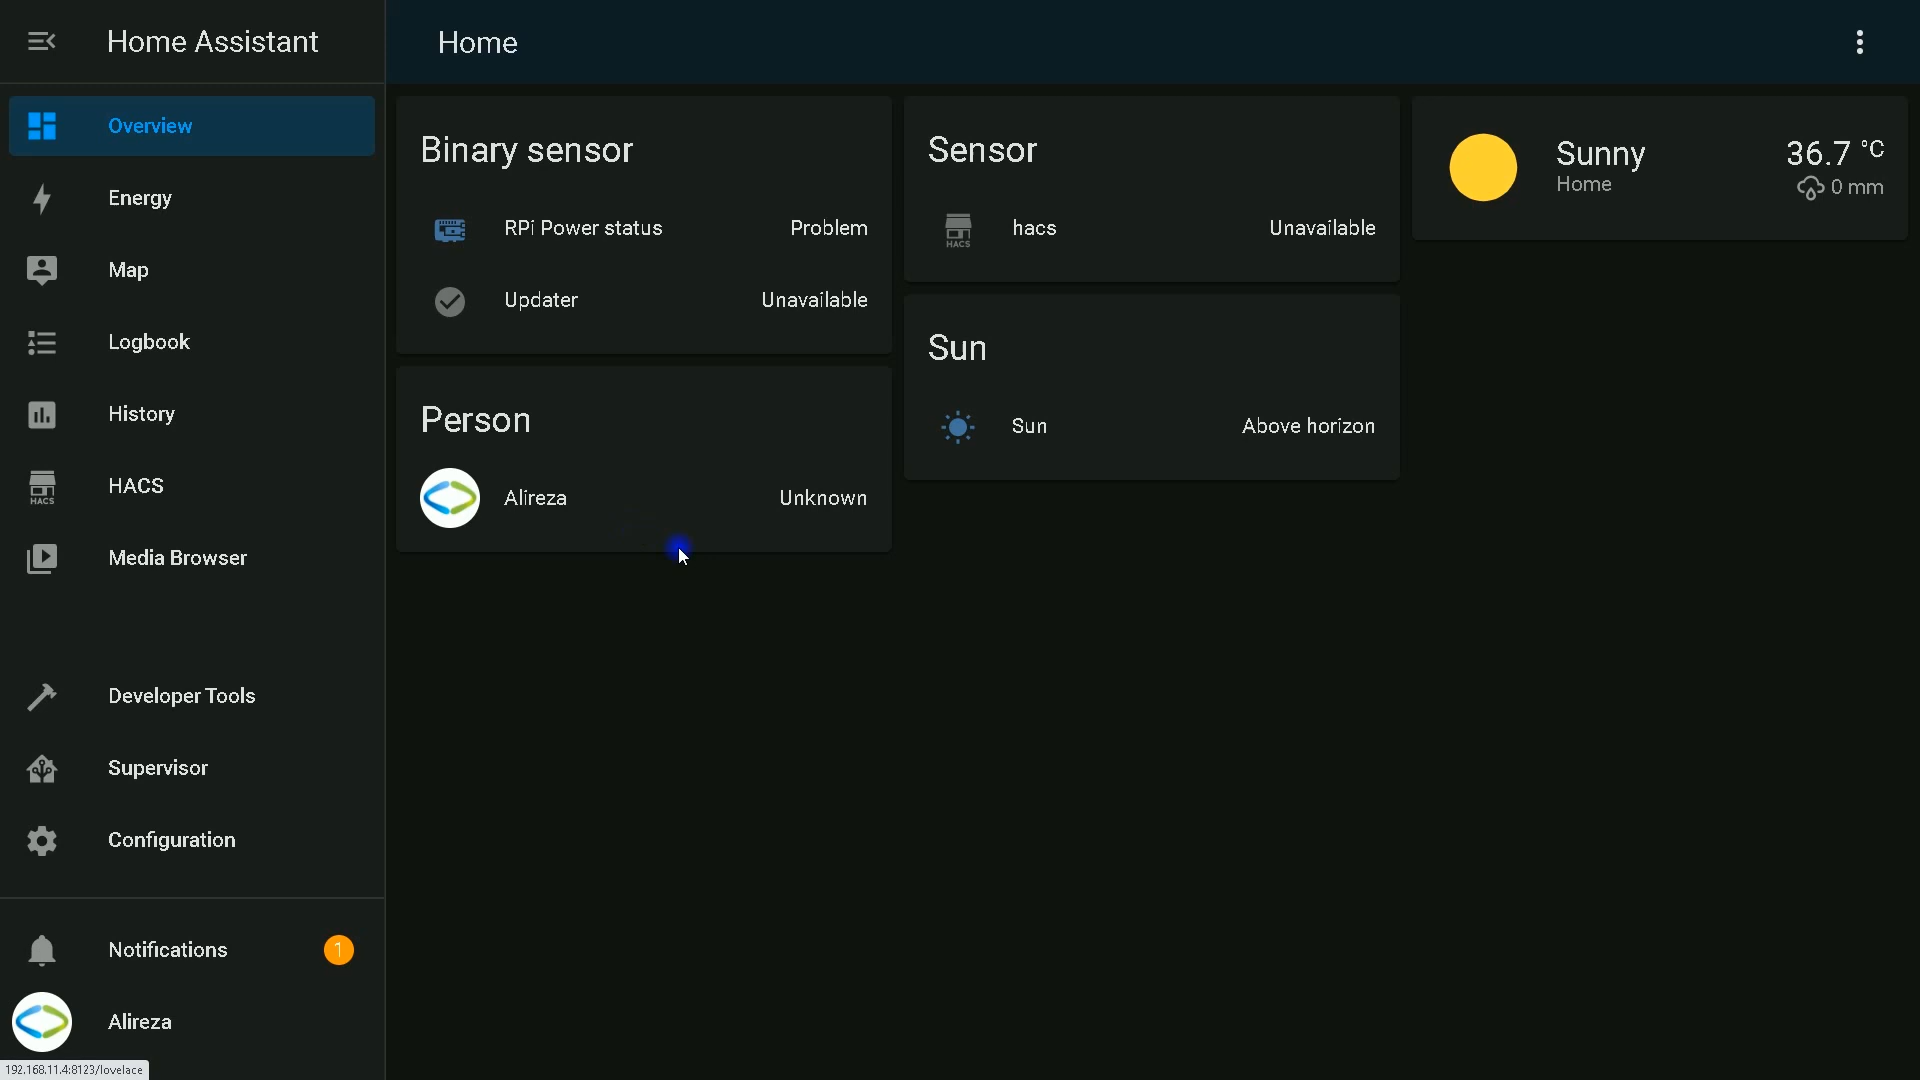 Home Assistant
Overview
Energy
Map
Logbook
History
HACS
HACS
Media Browser
Developer Tools
Supervisor
Configuration
Notifications 1
Alireza
192.168.11.4:8123/lovelace
Home
Binary sensor
RPi Power status Problem
Updater Unavailable
Person
Alireza Unknown
Sensor
HACS
hacs Unavailable
Sun
Sun Above horizon
Sunny 36.7 °C
Home 0 mm